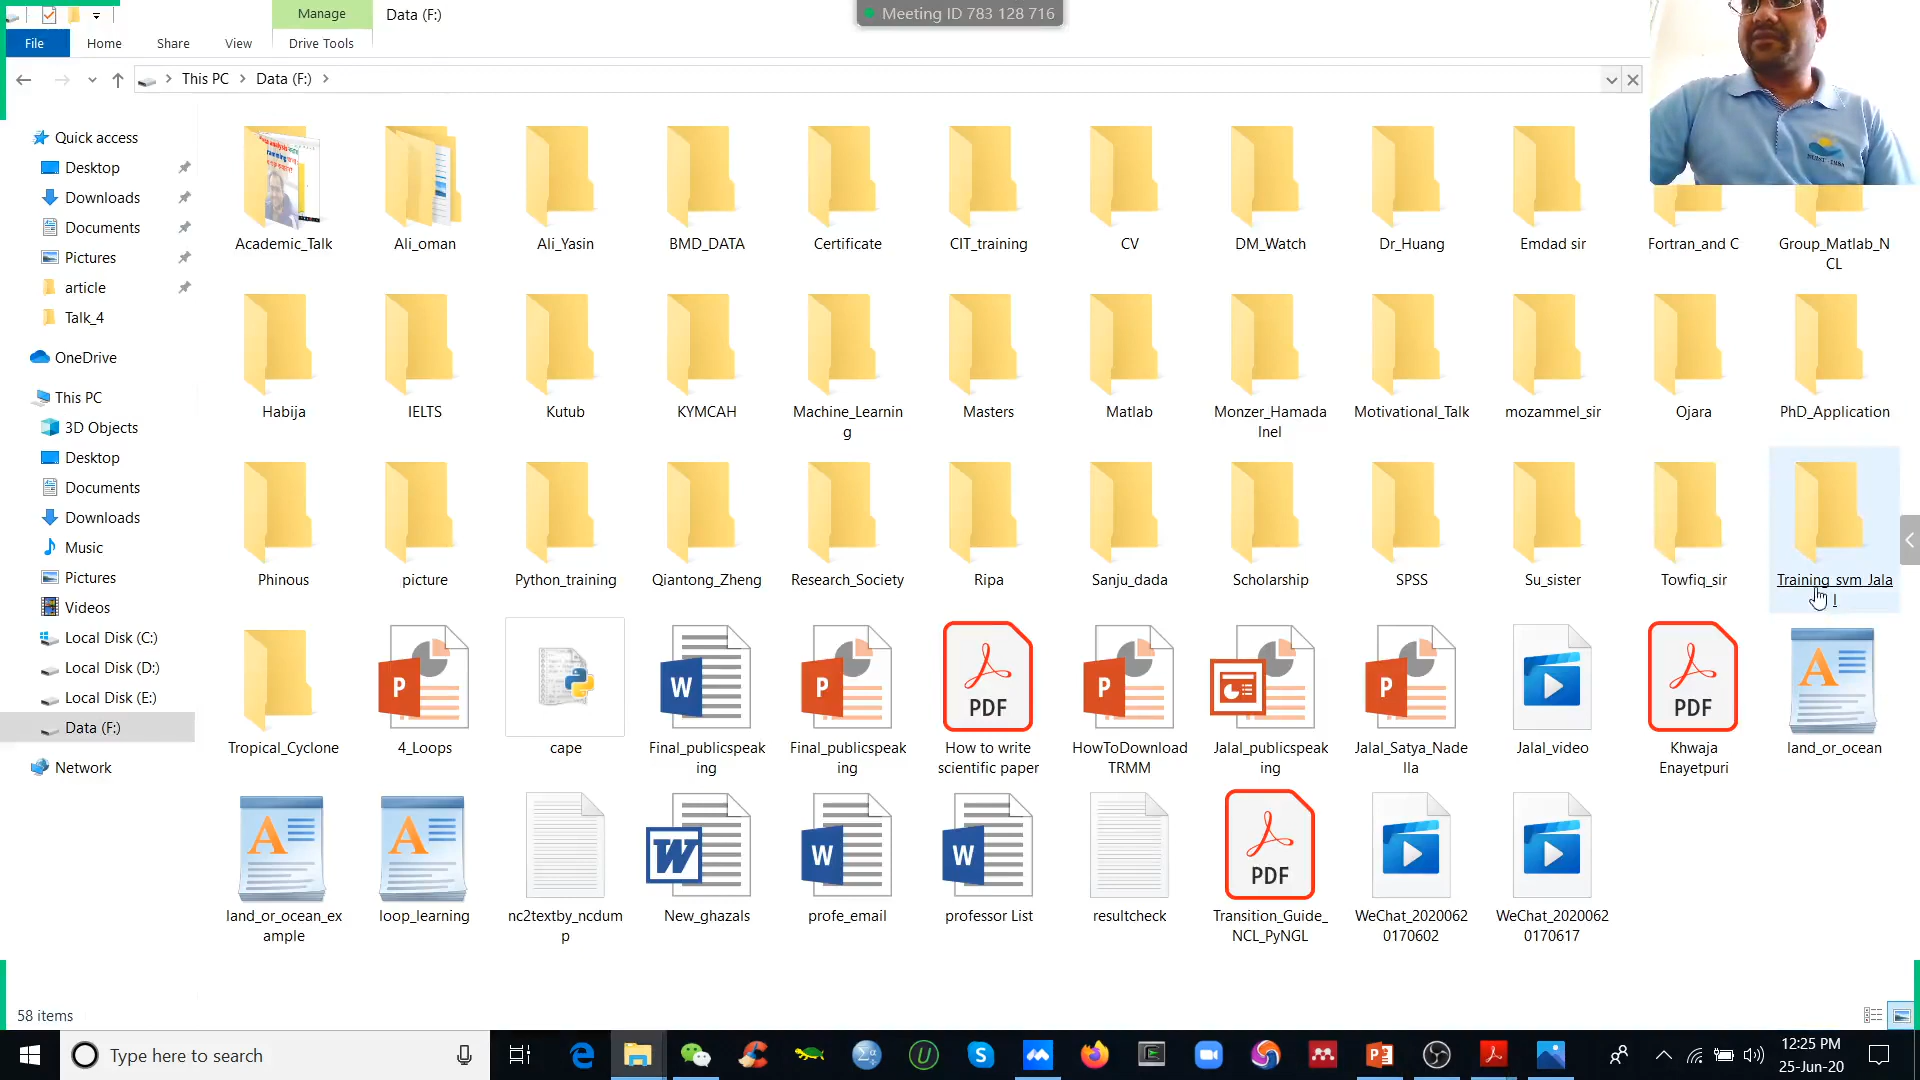 Manage
Data (F:)
Meeting ID 783 128 716
File
Home
Share
View
Drive Tools
This PC
Data (F:)
Quick access
Desktop
Downloads
Documents
Pictures
article
Talk_4
OneDrive
This PC
3D Objects
Desktop
Documents
Downloads
Music
Pictures
Videos
Local Disk (C:)
Local Disk (D:)
Local Disk (E:)
Data (F:)
Network
Academic_Talk
Ali_oman
Ali_Yasin
BMD_DATA
Certificate
CIT_training
CV
DM_Watch
Dr_Huang
Emdad sir
Fortran_and C
Group_Matlab_N
CL
Habija
IELTS
Kutub
KYMCAH
Machine_Learnin
g
Masters
Matlab
Monzer_Hamada
Inel
Motivational_Talk
mozammel_sir
Ojara
PhD_Application
Phinous
picture
Python_training
Qiantong_Zheng
Research_Society
Ripa
Sanju_dada
Scholarship
SPSS
Su_sister
Towfiq_sir
Training_svm_Jala
l
Tropical_Cyclone
4_Loops
cape
Final_publicspeak
ing
Final_publicspeak
ing
PDF
How to write
scientific paper
HowToDownload
TRMM
Jalal_publicspeak
ing
Jalal_Satya_Nade
lla
Jalal_video
PDF
Khwaja
Enayetpuri
land_or_ocean
land_or_ocean_ex
ample
loop_learning
nc2textby_ncdum
p
New_ghazals
profe_email
professor List
resultcheck
PDF
Transition_Guide_
NCL_PyNGL
WeChat_2020062
0170602
WeChat_202006​2
0170617
58 items
Type here to search
12:25 PM
25-Jun-20